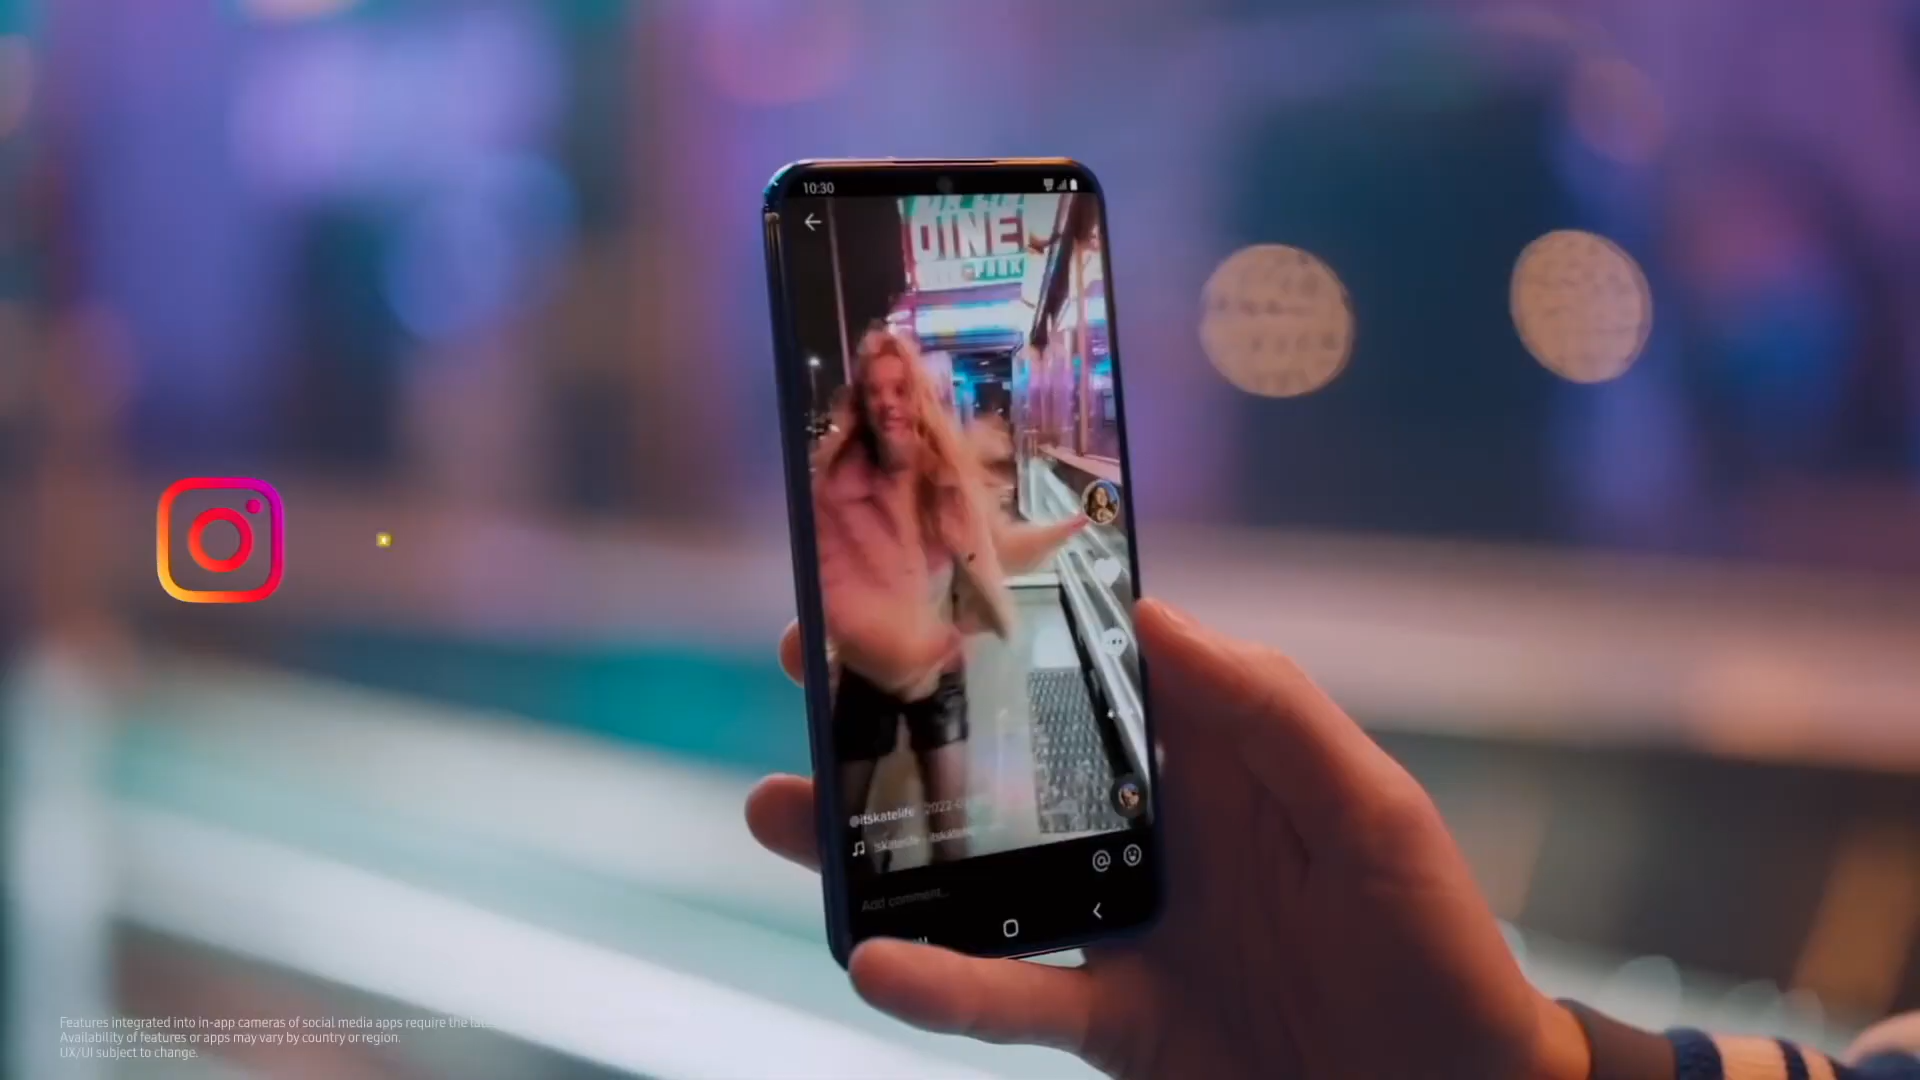 10:30
DINE
@itskatelife
itskatelife
Add comment...
Features integrated into in-app cameras of social media apps require the
Availability of features or apps may vary by country or region.
UX/UI subject to change.